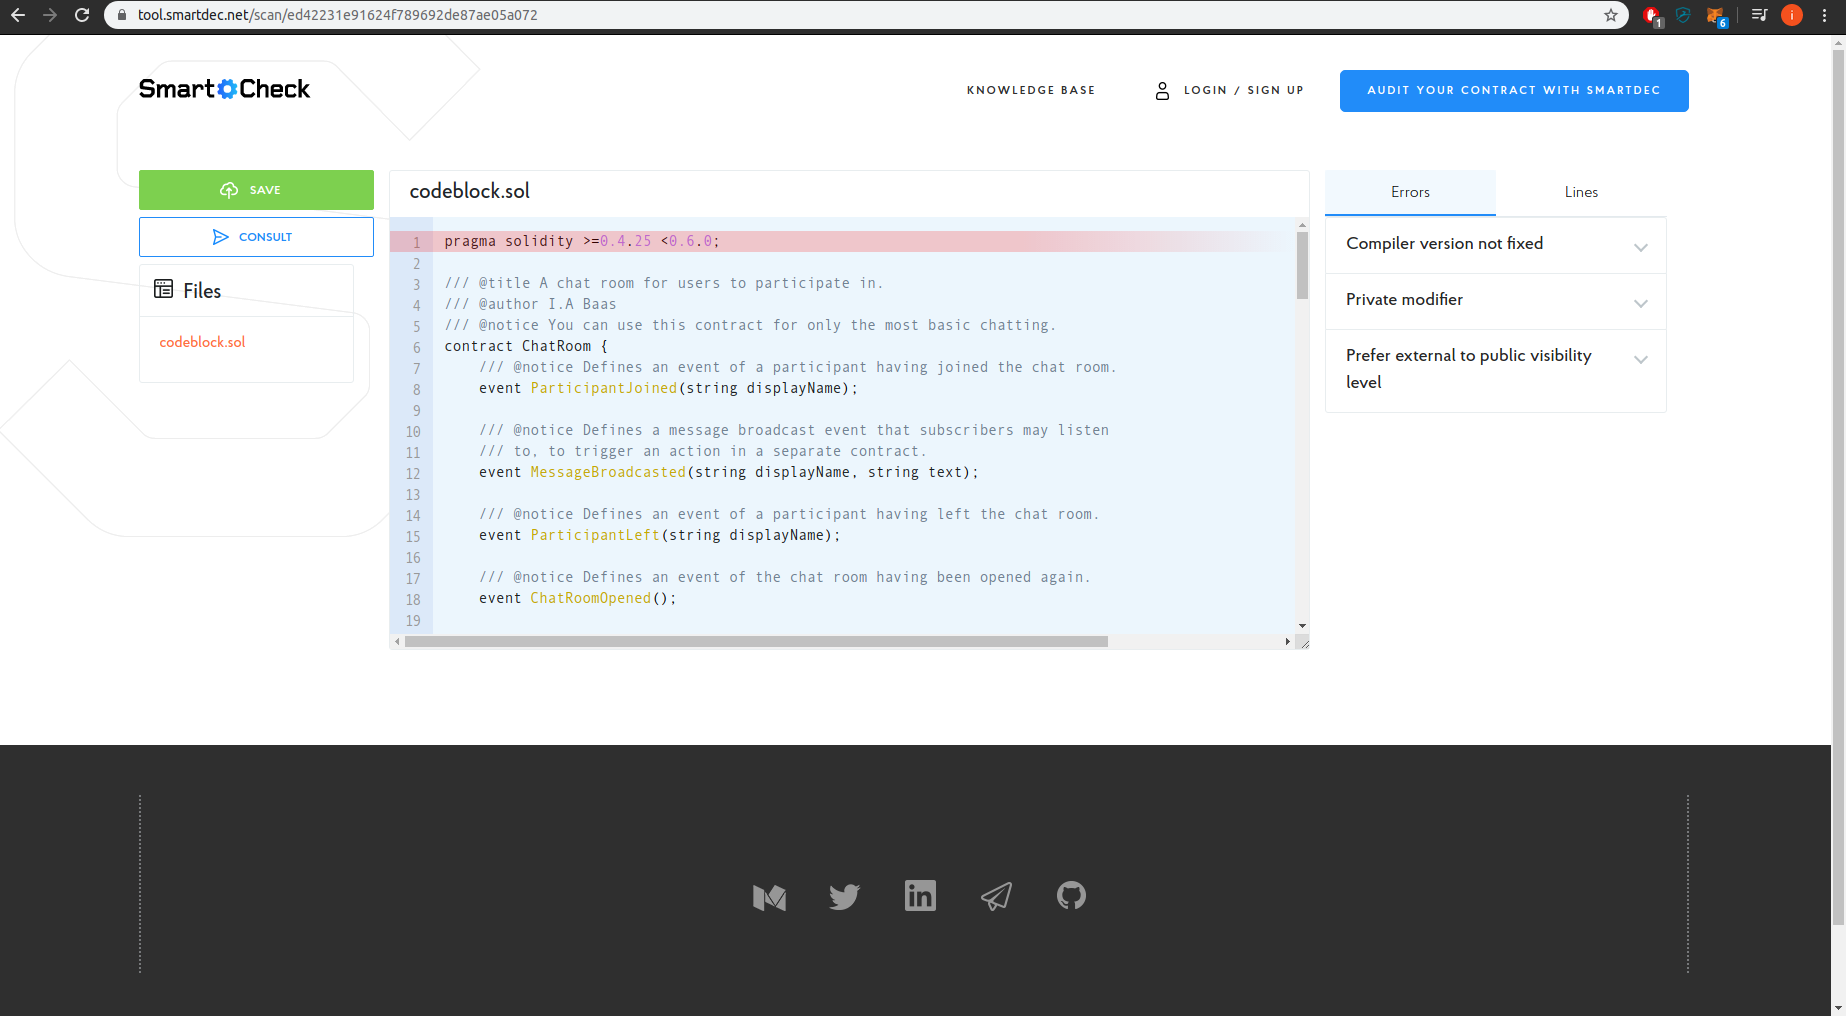 tool.smartdec.net/scan/ed42231e91624f789692de87ae05a072
1
6
i
Smart Check
KNOWLEDGE BASE
LOGIN / SIGN UP
AUDIT YOUR CONTRACT WITH SMARTDEC
SAVE
CONSULT
Files
codeblock.sol
codeblock.sol
1 pragma solidity >=0.4.25 <0.6.0;
2
3 /// @title A chat room for users to participate in.
4 /// @author I.A Baas
5 /// @notice You can use this contract for only the most basic chatting.
6 contract ChatRoom {
7 /// @notice Defines an event of a participant having joined the chat room.
8 event ParticipantJoined(string displayName);
9
10 /// @notice Defines a message broadcast event that subscribers may listen
11 /// to, to trigger an action in a separate contract.
12 event MessageBroadcasted(string displayName, string text);
13
14 /// @notice Defines an event of a participant having left the chat room.
15 event ParticipantLeft(string displayName);
16
17 /// @notice Defines an event of the chat room having been opened again.
18 event ChatRoomOpened();
19
Errors
Lines
Compiler version not fixed
Private modifier
Prefer external to public visibility
level
in